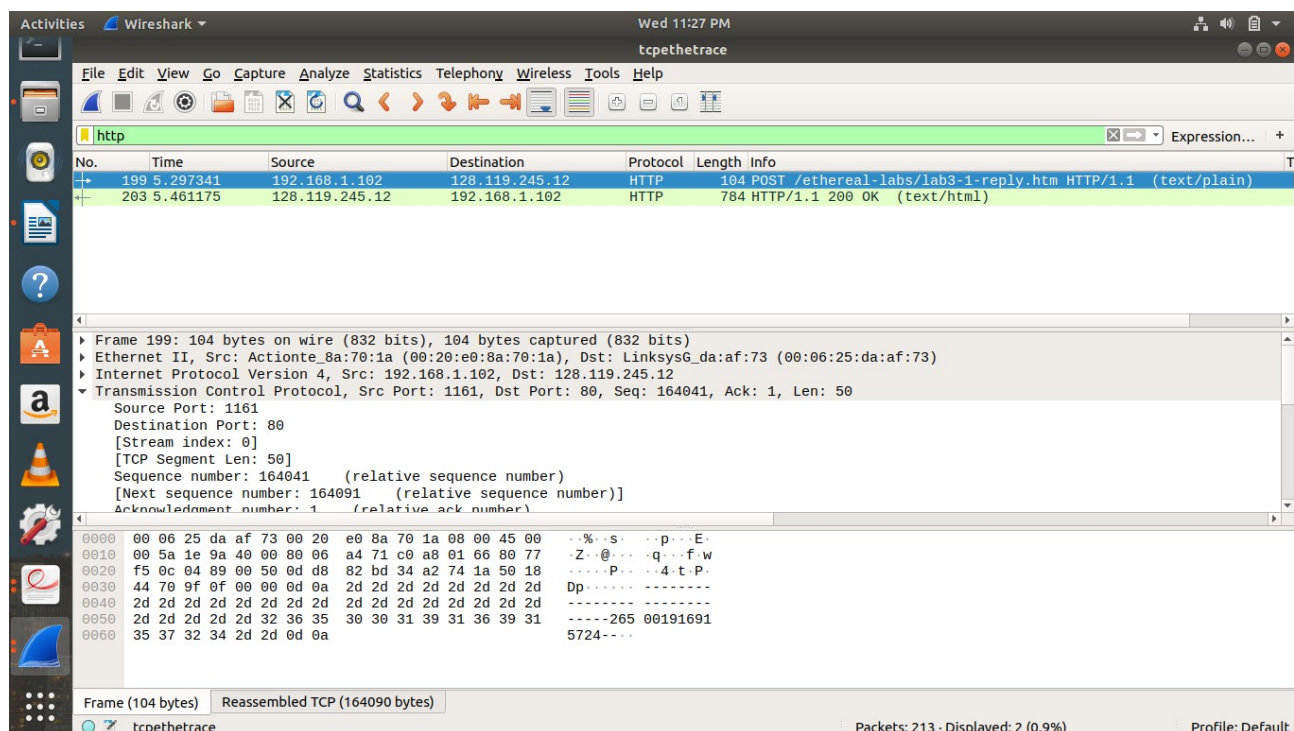 Activities Wireshark Wed 11:27 PM
tcpethetrace
File Edit View Go Capture Analyze Statistics Telephony Wireless Tools Help
http Expression... +
No. Time Source Destination Protocol Length Info T
199 5.297341 192.168.1.102 128.119.245.12 HTTP 104 POST /ethereal-labs/lab3-1-reply.htm HTTP/1.1 (text/plain)
203 5.461175 128.119.245.12 192.168.1.102 HTTP 784 HTTP/1.1 200 OK (text/html)
Frame 199: 104 bytes on wire (832 bits), 104 bytes captured (832 bits)
Ethernet II, Src: Actionte_8a:70:1a (00:20:e0:8a:70:1a), Dst: LinksysG_da:af:73 (00:06:25:da:af:73)
Internet Protocol Version 4, Src: 192.168.1.102, Dst: 128.119.245.12
Transmission Control Protocol, Src Port: 1161, Dst Port: 80, Seq: 164041, Ack: 1, Len: 50
Source Port: 1161
Destination Port: 80
[Stream index: 0]
[TCP Segment Len: 50]
Sequence number: 164041 (relative sequence number)
[Next sequence number: 164091 (relative sequence number)]
Acknowledgment number: 1 (relative ack number)
0000 00 06 25 da af 73 00 20 e0 8a 70 1a 08 00 45 00 ··%··s·  ··p···E·
0010 00 5a 1e 9a 40 00 80 06 a4 71 c0 a8 01 66 80 77 ·Z··@··· ·q···f·w
0020 f5 0c 04 89 00 50 0d d8 82 bd 34 a2 74 1a 50 18 ·····P·· ··4·t·P·
0030 44 70 9f 0f 00 00 0d 0a 2d 2d 2d 2d 2d 2d 2d 2d Dp······ --------
0040 2d 2d 2d 2d 2d 2d 2d 2d 2d 2d 2d 2d 2d 2d 2d 2d -------- --------
0050 2d 2d 2d 2d 2d 32 36 35 30 30 31 39 31 36 39 31 -----265 00191691
0060 35 37 32 34 2d 2d 0d 0a 5724--··
Frame (104 bytes) Reassembled TCP (164090 bytes)
tcpethetrace Packets: 213 · Displayed: 2 (0.9%) Profile: Default